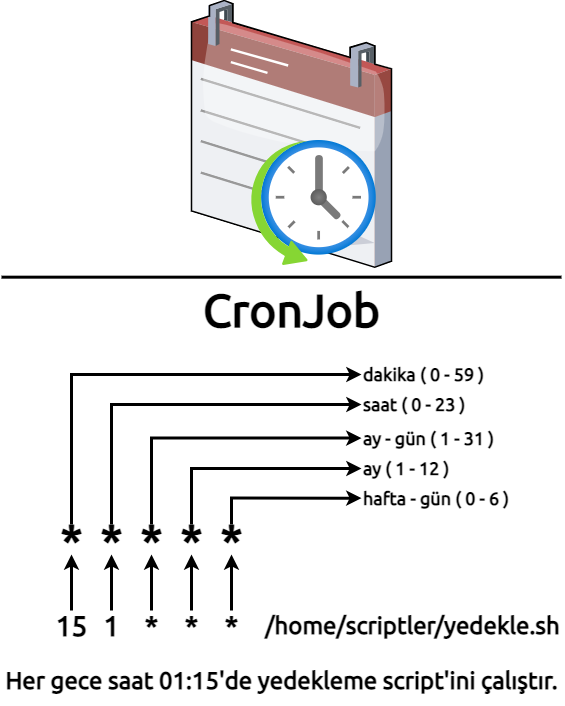 CronJob
dakika ( 0 - 59 )
saat ( 0 - 23 )
ay - gün ( 1 - 31 )
ay ( 1 - 12 )
hafta - gün ( 0 - 6 )
* * * * *
15 1 * * * /home/scriptler/yedekle.sh
Her gece saat 01:15'de yedekleme script'ini çalıştır.